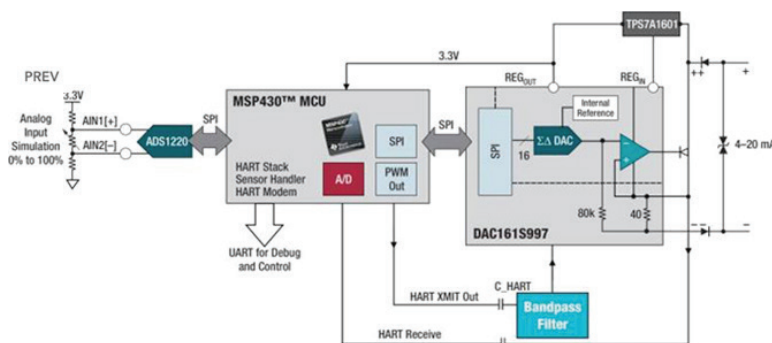 TPS7A1601
3.3V
PREV
REGOUT
REGIN
++
+
3.3V
MSP430™ MCU
Internal
Reference
Analog
Input
Simulation
0% to 100%
AIN1[+]
AIN2[–]
ADS1220
SPI
SPI
SPI
SPI
16
ΣΔ DAC
–
+
4–20 mA
HART Stack
Sensor Handler
HART Modem
A/D
PWM
Out
80k
40
DAC161S997
--
–
UART for Debug
and Control
HART XMIT Out
C_HART
Bandpass
Filter
HART Receive